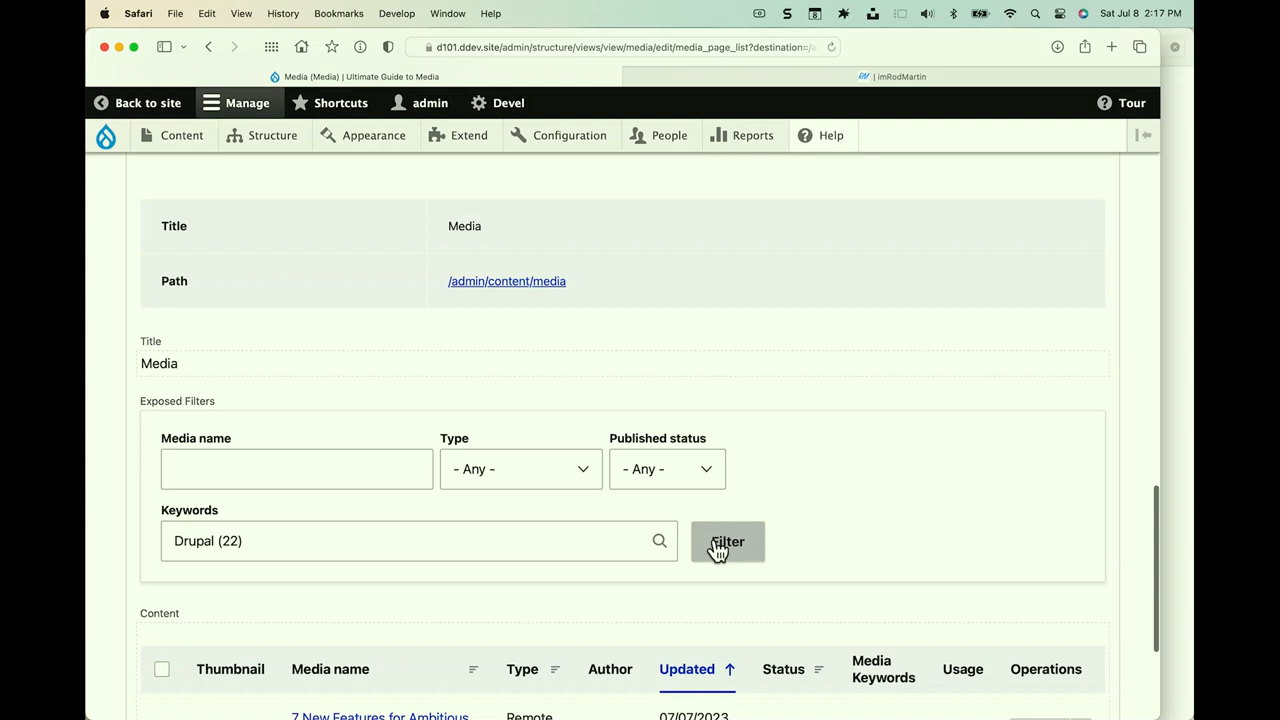 Safari File Edit View History Bookmarks Develop Window Help Sat Jul 8 2:17 PM
d101.ddev.site/admin/structure/views/view/media/edit/media_page_list?destination=/a
Media (Media) | Ultimate Guide to Media
RM | imRodMartin
Back to site Manage Shortcuts admin Devel Tour
Content Structure Appearance Extend Configuration People Reports Help
Title Media
Path /admin/content/media
Title
Media
Exposed Filters
Media name Type Published status
- Any - - Any -
Keywords
Drupal (22) Filter
Content
Thumbnail Media name Type Author Updated Status Media Keywords Usage Operations
7 New Features for Ambitious Remote 07/07/2023